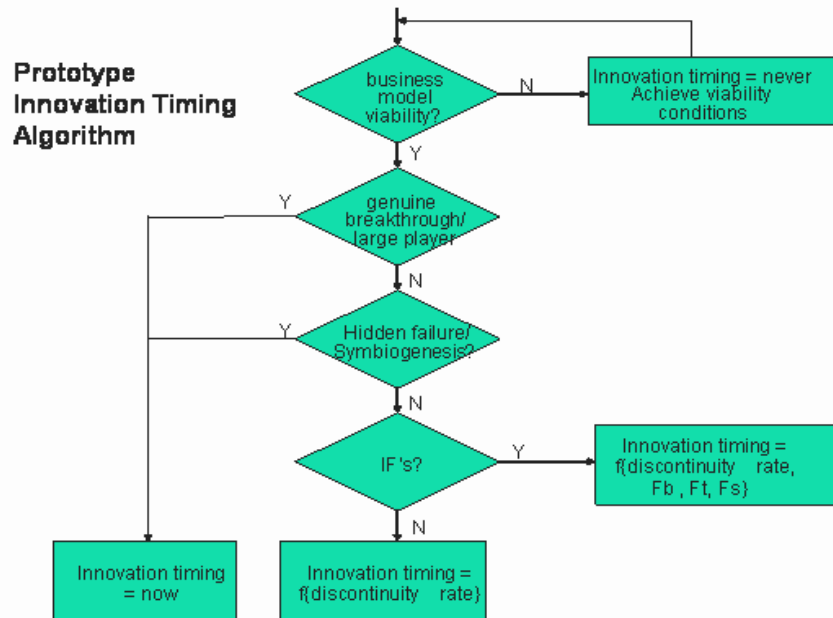 Prototype
Innovation Timing
Algorithm
business
model
viability?
N
Innovation timing = never
Achieve viability
conditions
Y
genuine
breakthrough/
large player
Y
N
Hidden failure/
Symbiogenesis?
Y
N
IF's?
Y
Innovation timing =
f{discontinuity rate,
Fb , Ft, Fs}
N
Innovation timing
= now
Innovation timing =
f{discontinuity rate}